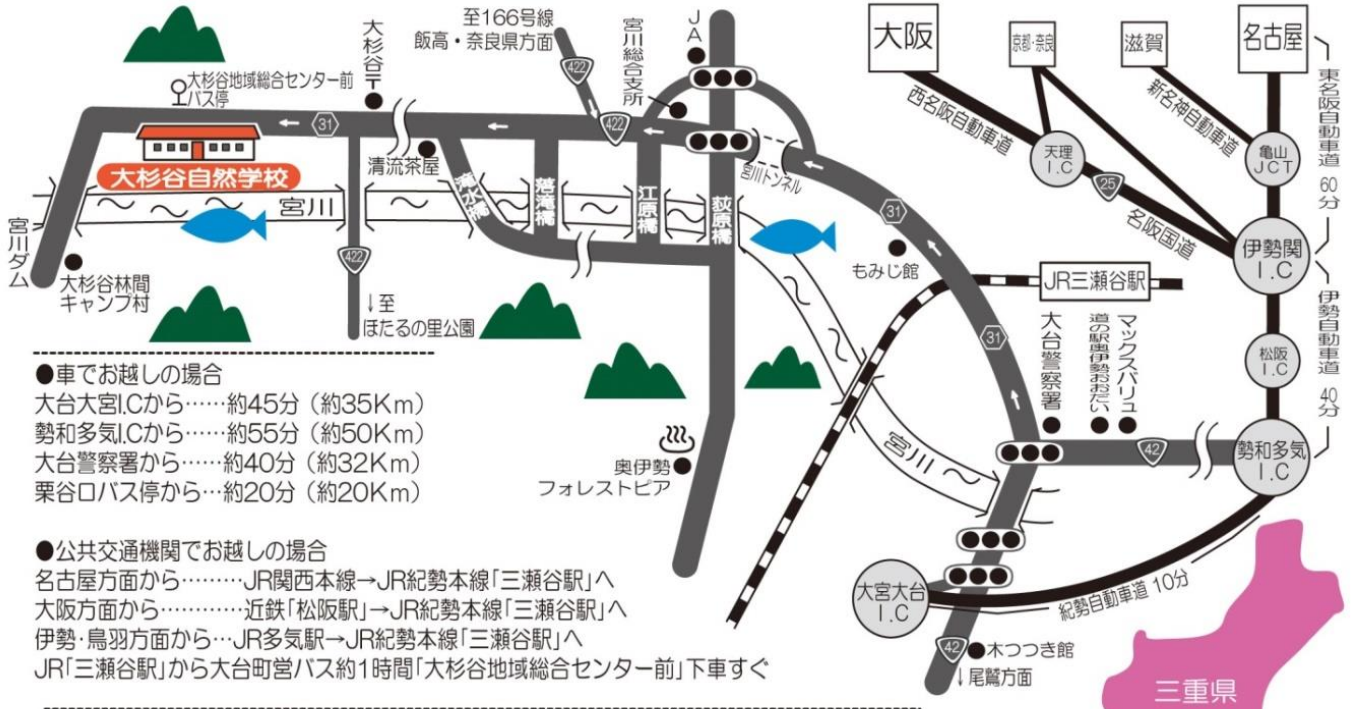 至166号線
飯高・奈良県方面
422
宮川総合支所
JA
大杉谷〒
大杉谷地域総合センター前
バス停
31
422
大杉谷自然学校
清流茶屋
宮川
落滝橋
江原橋
荻原橋
宮川トンネル
31
もみじ館
宮川ダム
大杉谷林間
キャンプ村
422
↓至
ほたるの里公園
奥伊勢
フォレストピア
宮川
JR三瀬谷駅
31
大台警察署
道の駅奥伊勢おおだい
マックスバリュ
42
大阪
京都・奈良
滋賀
名古屋
西名阪自動車道
新名神自動車道
東名阪自動車道 60分
天理
I.C
25
名阪国道
亀山
JCT
伊勢関
I.C
伊勢自動車道 40分
松阪
I.C
勢和多気
I.C
大宮大台
I.C
紀勢自動車道 10分
42
木つつき館
↓尾鷲方面
三重県
●車でお越しの場合
大台大宮I.Cから……約45分（約35Km）
勢和多気I.Cから……約55分（約50Km）
大台警察署から……約40分（約32Km）
栗谷口バス停から…約20分（約20Km）
●公共交通機関でお越しの場合
名古屋方面から………JR関西本線→JR紀勢本線「三瀬谷駅」へ
大阪方面から…………近鉄「松阪駅」→JR紀勢本線「三瀬谷駅」へ
伊勢・鳥羽方面から…JR多気駅→JR紀勢本線「三瀬谷駅」へ
JR「三瀬谷駅」から大台町営バス約1時間「大杉谷地域総合センター前」下車すぐ